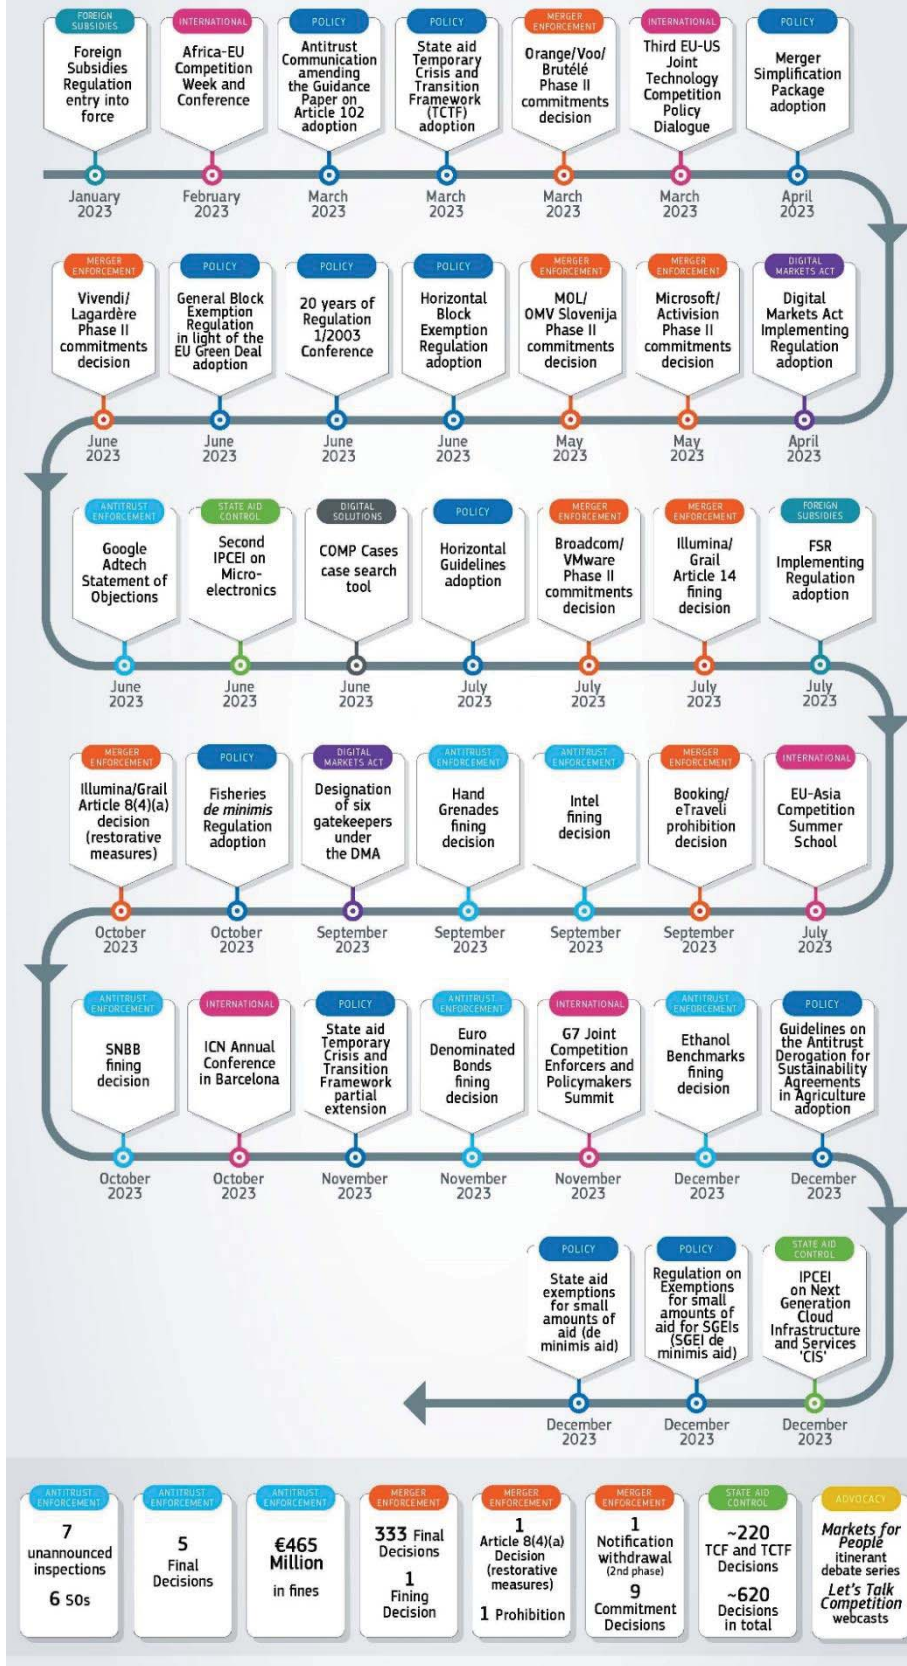 FOREIGN
SUBSIDIES
Foreign
Subsidies
Regulation
entry into
force
January
2023
INTERNATIONAL
Africa-EU
Competition
Week and
Conference
February
2023
POLICY
Antitrust
Communication
amending
the Guidance
Paper on
Article 102
adoption
March
2023
POLICY
State aid
Temporary
Crisis and
Transition
Framework
(TCTF)
adoption
March
2023
MERGER
ENFORCEMENT
Orange/Voo/
Brutélé
Phase II
commitments
decision
March
2023
INTERNATIONAL
Third EU-US
Joint
Technology
Competition
Policy
Dialogue
March
2023
POLICY
Merger
Simplification
Package
adoption
April
2023
MERGER
ENFORCEMENT
Vivendi/
Lagardère
Phase II
commitments
decision
June
2023
POLICY
General Block
Exemption
Regulation
in light of the
EU Green Deal
adoption
June
2023
POLICY
20 years of
Regulation
1/2003
Conference
June
2023
POLICY
Horizontal
Block
Exemption
Regulation
adoption
June
2023
MERGER
ENFORCEMENT
MOL/
OMV Slovenija
Phase II
commitments
decision
May
2023
MERGER
ENFORCEMENT
Microsoft/
Activision
Phase II
commitments
decision
May
2023
DIGITAL
MARKETS ACT
Digital
Markets Act
Implementing
Regulation
adoption
April
2023
ANTITRUST
ENFORCEMENT
Google
Adtech
Statement of
Objections
June
2023
STATE AID
CONTROL
Second
IPCEI on
Micro-
electronics
June
2023
DIGITAL
SOLUTIONS
COMP Cases
case search
tool
June
2023
POLICY
Horizontal
Guidelines
adoption
July
2023
MERGER
ENFORCEMENT
Broadcom/
VMware
Phase II
commitments
decision
July
2023
MERGER
ENFORCEMENT
Illumina/
Grail
Article 14
fining
decision
July
2023
FOREIGN
SUBSIDIES
FSR
Implementing
Regulation
adoption
July
2023
MERGER
ENFORCEMENT
Illumina/Grail
Article 8(4)(a)
decision
(restorative
measures)
October
2023
POLICY
Fisheries
de minimis
Regulation
adoption
October
2023
DIGITAL
MARKETS ACT
Designation
of six
gatekeepers
under
the DMA
September
2023
ANTITRUST
ENFORCEMENT
Hand
Grenades
fining
decision
September
2023
ANTITRUST
ENFORCEMENT
Intel
fining
decision
September
2023
MERGER
ENFORCEMENT
Booking/
eTraveli
prohibition
decision
September
2023
INTERNATIONAL
EU-Asia
Competition
Summer
School
July
2023
ANTITRUST
ENFORCEMENT
SNBB
fining
decision
October
2023
INTERNATIONAL
ICN Annual
Conference
in Barcelona
October
2023
POLICY
State aid
Temporary
Crisis and
Transition
Framework
partial
extension
November
2023
ANTITRUST
ENFORCEMENT
Euro
Denominated
Bonds
fining
decision
November
2023
INTERNATIONAL
G7 Joint
Competition
Enforcers and
Policymakers
Summit
November
2023
ANTITRUST
ENFORCEMENT
Ethanol
Benchmarks
fining
decision
December
2023
POLICY
Guidelines on
the Antitrust
Derogation for
Sustainability
Agreements
in Agriculture
adoption
December
2023
POLICY
State aid
exemptions
for small
amounts of
aid (de
minimis aid)
December
2023
POLICY
Regulation on
Exemptions
for small
amounts of
aid for SGEIs
(SGEI de
minimis aid)
December
2023
STATE AID
CONTROL
IPCEI
on Next
Generation
Cloud
Infrastructure
and Services
'CIS'
December
2023
ANTITRUST
ENFORCEMENT
7
unannounced
inspections
6 SOs
ANTITRUST
ENFORCEMENT
5
Final
Decisions
ANTITRUST
ENFORCEMENT
€465
Million
in fines
MERGER
ENFORCEMENT
333 Final
Decisions
1
Fining
Decision
MERGER
ENFORCEMENT
1
Article 8(4)(a)
Decision
(restorative
measures)
1 Prohibition
MERGER
ENFORCEMENT
1
Notification
withdrawal
(2nd phase)
9
Commitment
Decisions
STATE AID
CONTROL
~220
TCF and TCTF
Decisions
~620
Decisions
in total
ADVOCACY
Markets for
People
itinerant
debate series
Let's Talk
Competition
webcasts